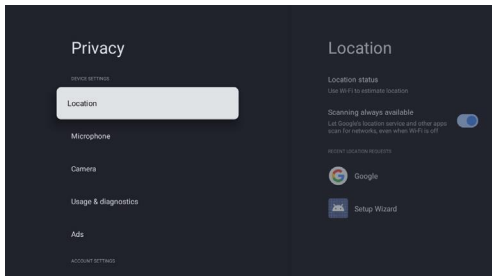 Privacy
DEVICE SETTINGS
Location
Microphone
Camera
Usage & diagnostics
Ads
ACCOUNT SETTINGS
Location
Location status
Use Wi-Fi to estimate location
Scanning always available
Let Google's location service and other apps
scan for networks, even when Wi-Fi is off
RECENT LOCATION REQUESTS
Google
Setup Wizard